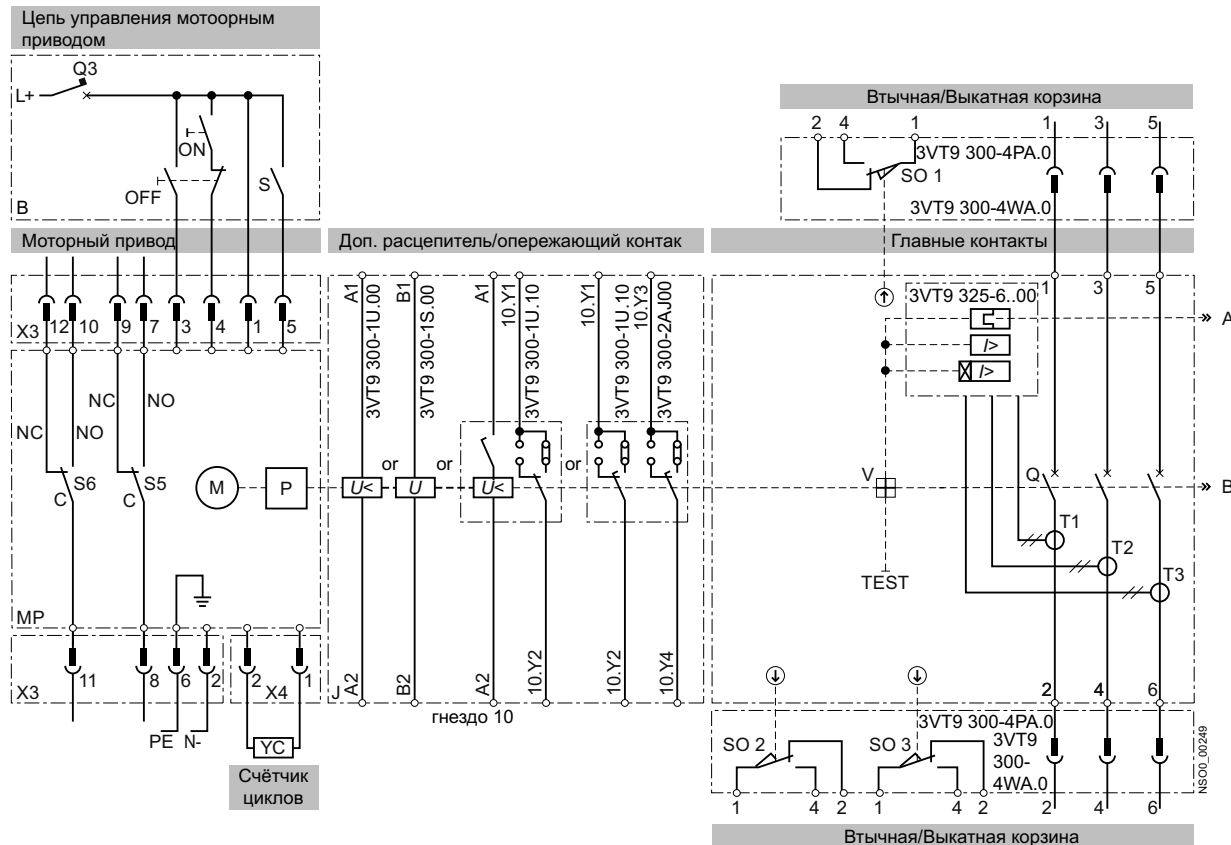 Цепь управления мотоорным
приводом
Q3
L+
ON
OFF
S
B
Втычная/Выкатная корзина
2 4 1 1 3 5
3VT9 300-4PA.0
SO 1
3VT9 300-4WA.0
Моторный привод
Доп. расцепитель/опережающий контак
Главные контакты
X3 12 10 9 7 3 4 1 5
NC NO
NC NO
S6
C
S5
C
M
P
MP
X3 11 8 6 2
2 X4 1
PE N-
YC
Счётчик
циклов
A1
3VT9 300-1U.00
B1
3VT9 300-1S.00
A1
10.Y1
3VT9 300-1U.10
10.Y1
3VT9 300-1U.10
10.Y3
3VT9 300-2AJ00
U< or U or U< or
J A2 B2 A2 10.Y2 10.Y2 10.Y4
гнездо 10
3VT9 325-6..00
1 3 5
A
I>
I>
V
Q
B
T1
T2
T3
TEST
2 4 6
3VT9 300-4PA.0
SO 2
SO 3
3VT9
300-
4WA.0
1 4 2 1 4 2 2 4 6
NSO0_00249
Втычная/Выкатная корзина